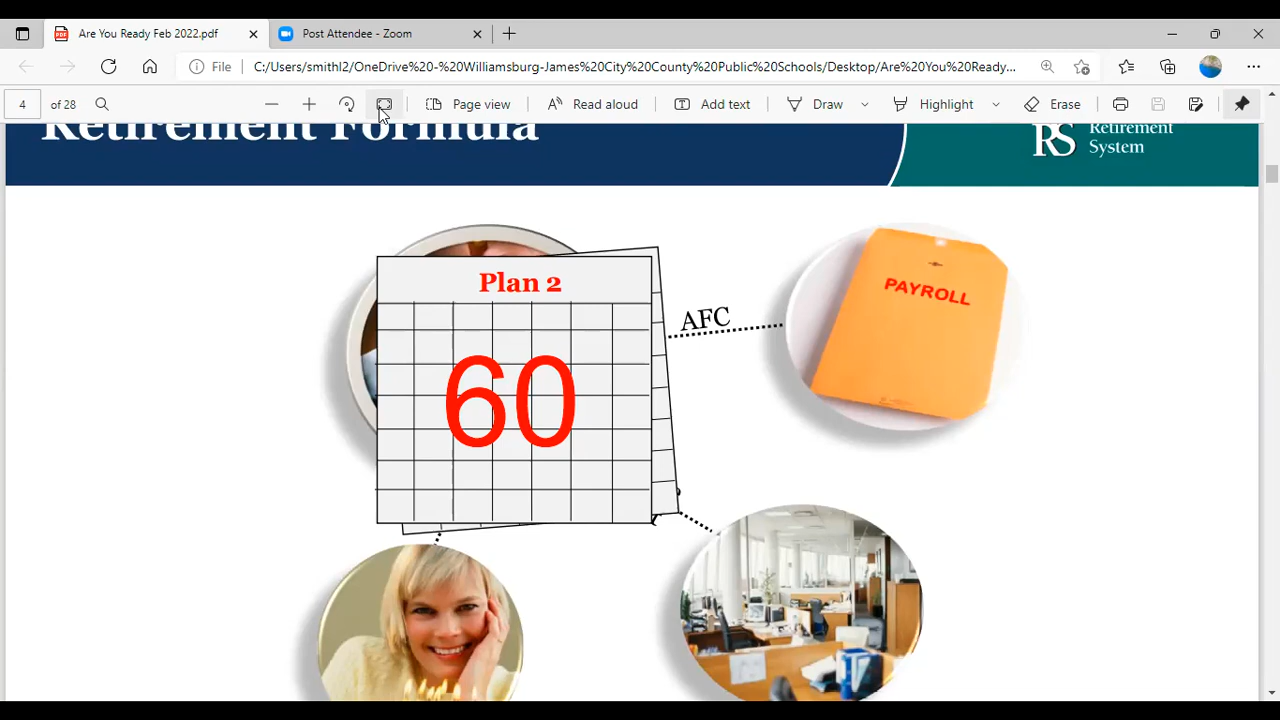 Are You Ready Feb 2022.pdf
Post Attendee - Zoom
File
C:/Users/smithl2/OneDrive%20-%20Williamsburg-James%20City%20County%20Public%20Schools/Desktop/Are%20You%20Ready...
4 of 28
Page view
Read aloud
Add text
Draw
Highlight
Erase
Retirement Formula
RS
Retirement
System
Plan 2
60
AFC
PAYROLL